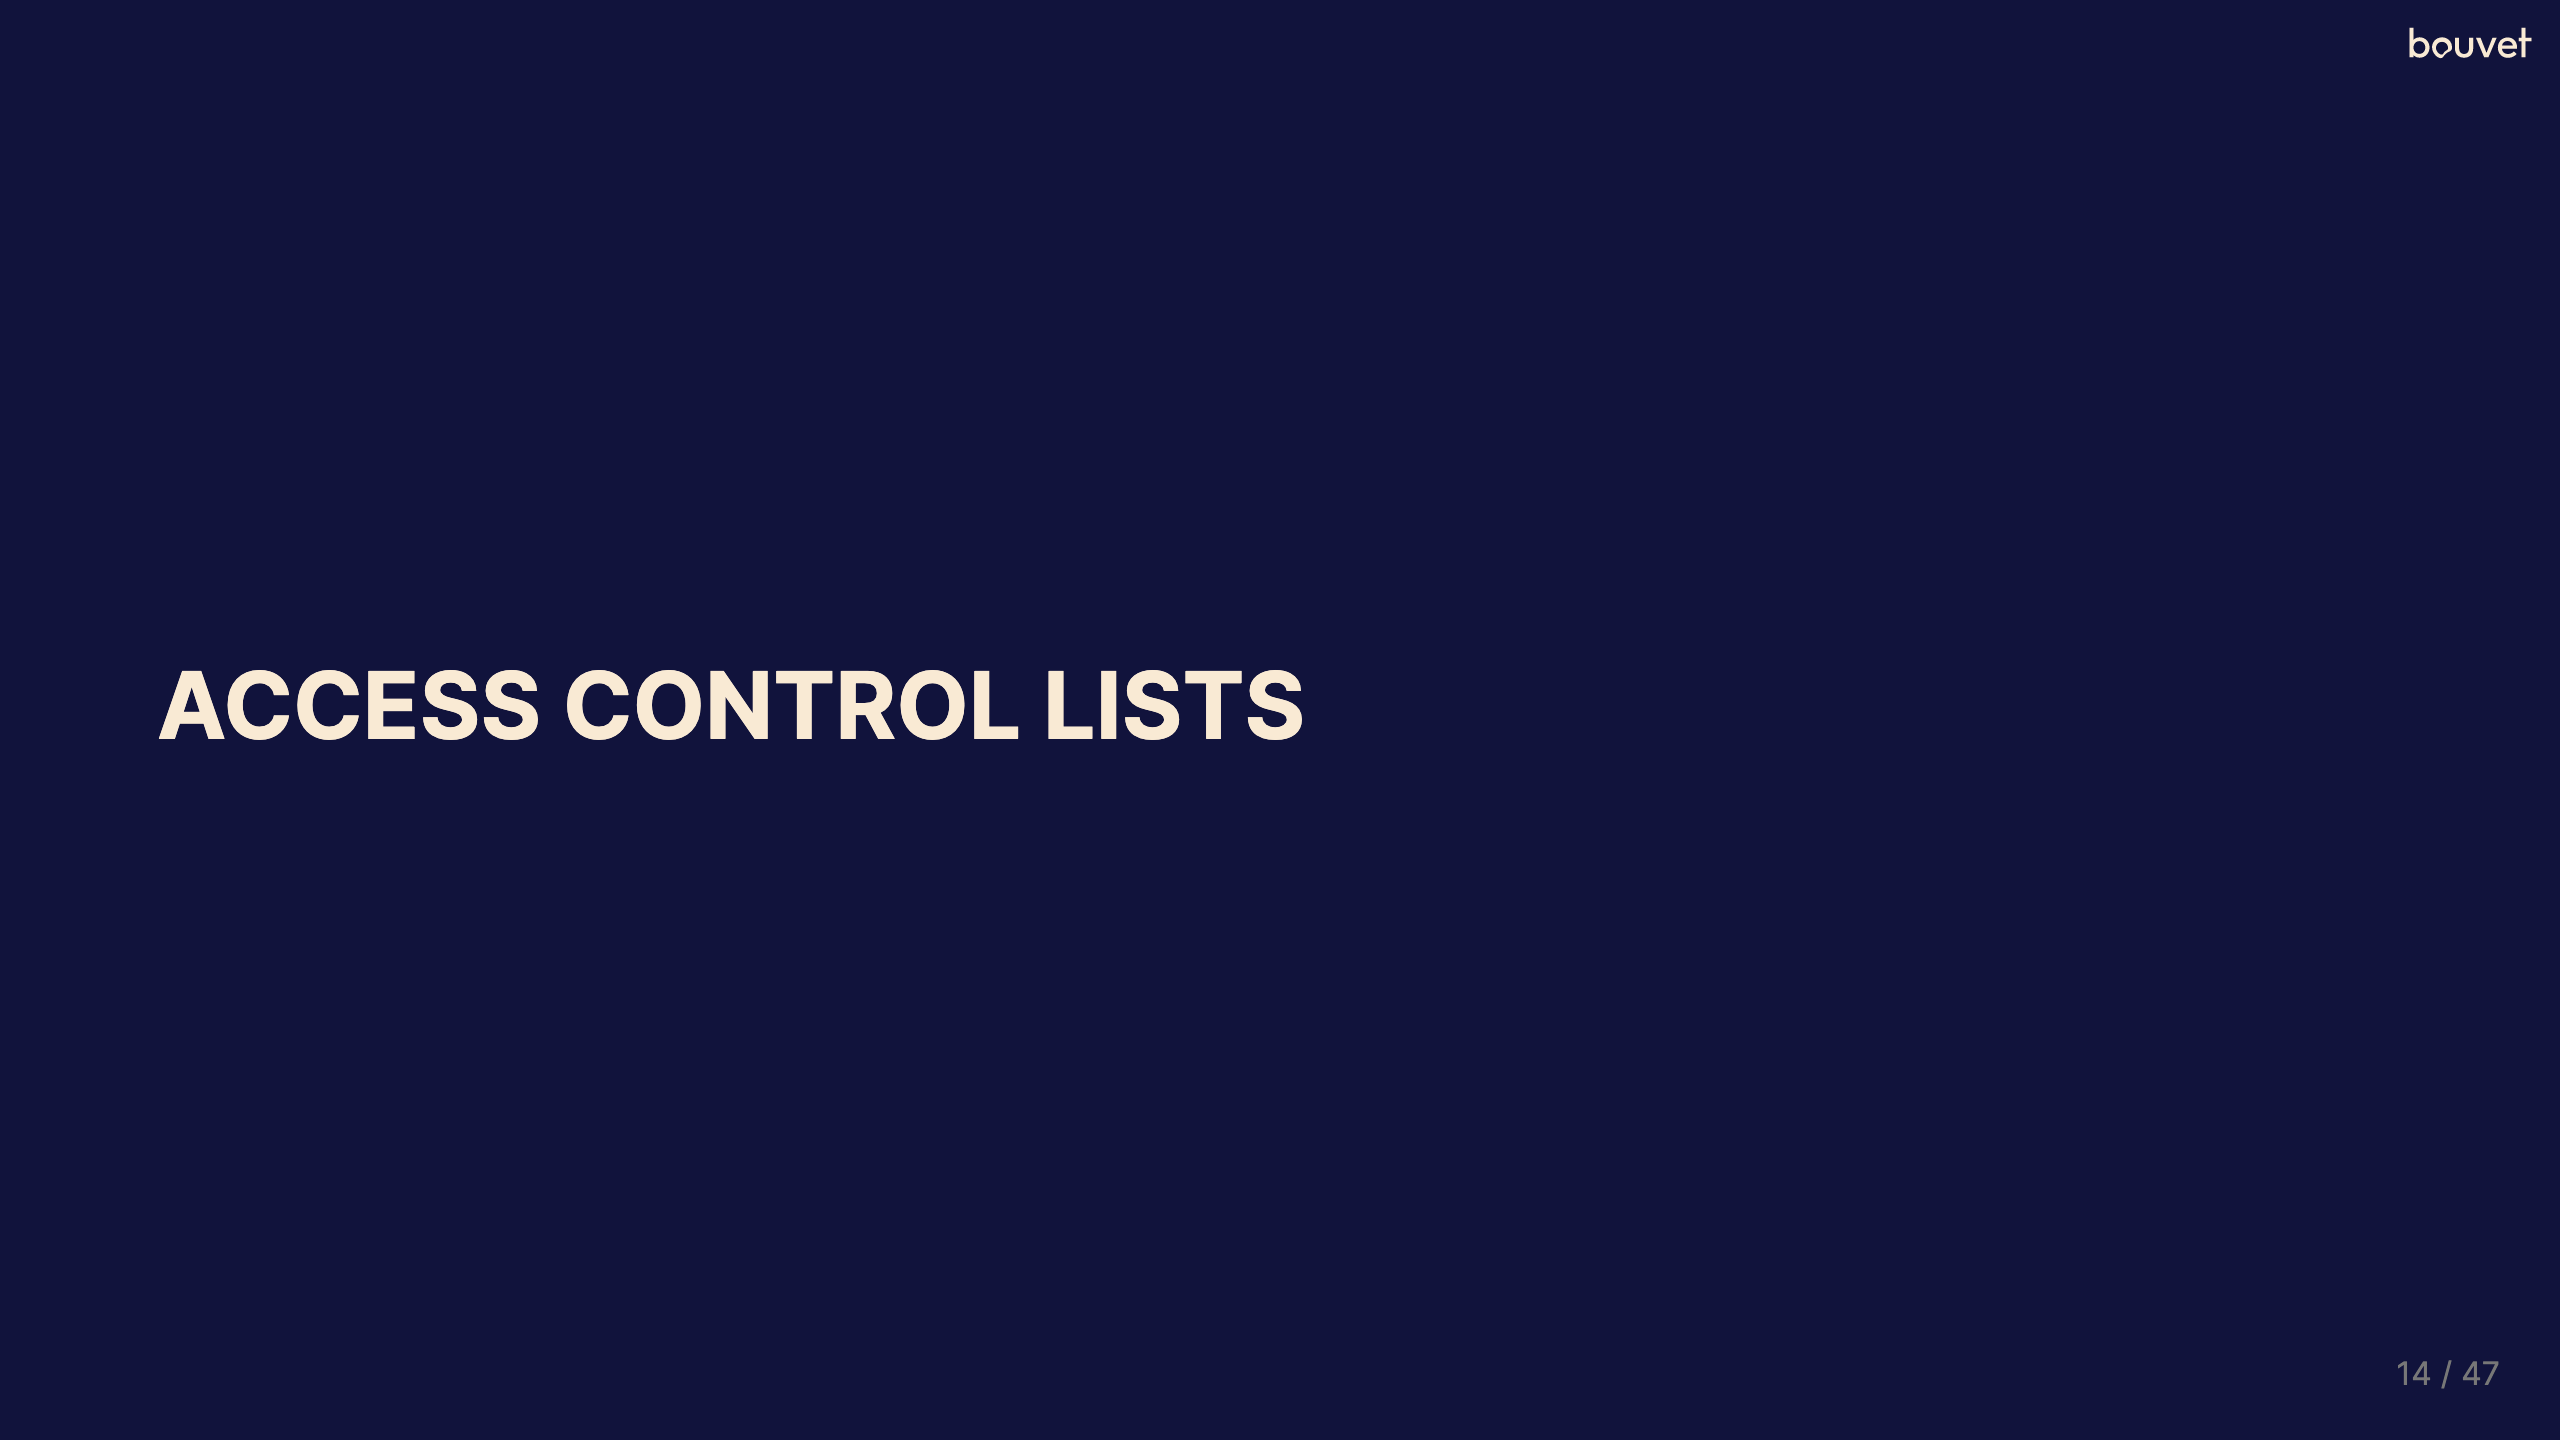 bouvet
ACCESS CONTROL LISTS
14 / 47